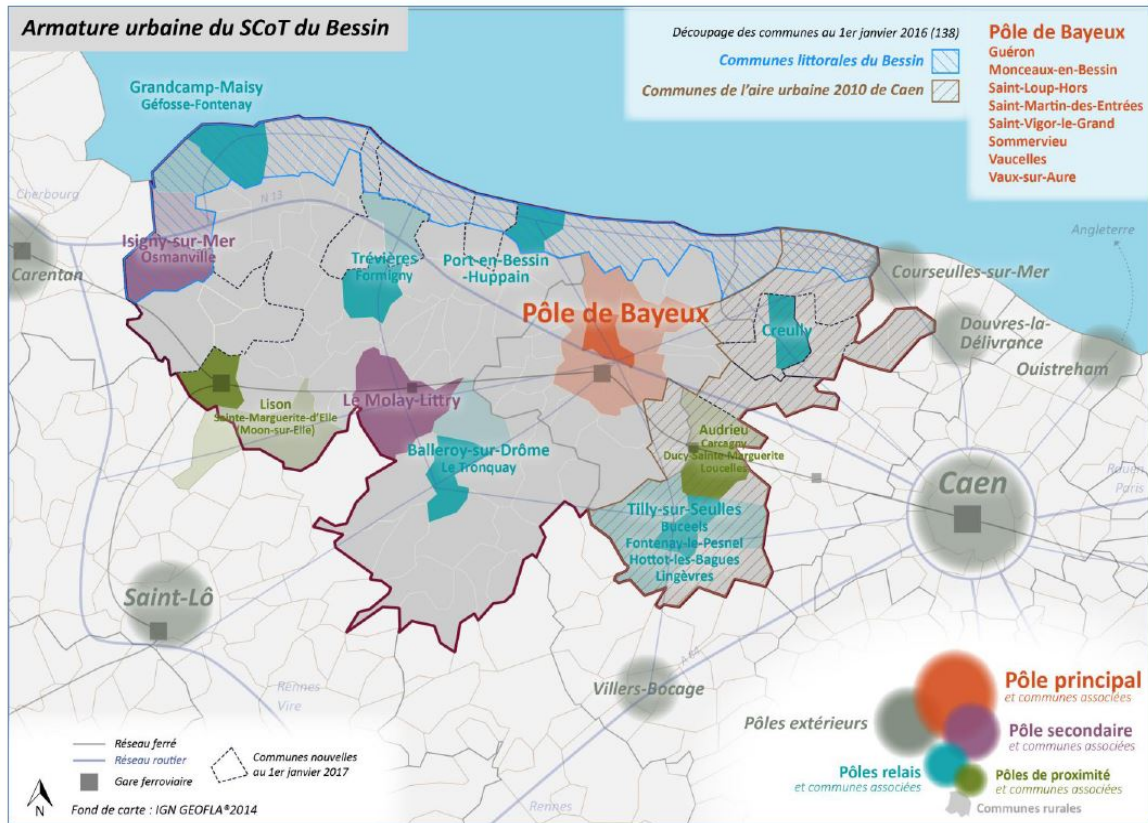 Armature urbaine du SCoT du Bessin
Découpage des communes au 1er janvier 2016 (138)
Communes littorales du Bessin
Communes de l'aire urbaine 2010 de Caen
Pôle de Bayeux
Guéron
Monceaux-en-Bessin
Saint-Loup-Hors
Saint-Martin-des-Entrées
Saint-Vigor-le-Grand
Sommervieu
Vaucelles
Vaux-sur-Aure
Grandcamp-Maisy
Géfosse-Fontenay
Cherbourg
N 13
Carentan
Isigny-sur-Mer
Osmanville
Trévières
Formigny
Port-en-Bessin
-Huppain
Pôle de Bayeux
Creully
Courseulles-sur-Mer
Angleterre
Douvres-la-
Délivrance
Ouistreham
Lison
Sainte-Marguerite-d'Elle
(Moon-sur-Elle)
Le Molay-Littry
Balleroy-sur-Drôme
Le Tronquay
Audrieu
Carcagny
Ducy-Sainte-Marguerite
Loucelles
Tilly-sur-Seulles
Buceels
Fontenay-le-Pesnel
Hottot-les-Bagues
Lingèvres
Caen
Rouen
Paris
Saint-Lô
Rennes
Vire
Villers-Bocage
A 84
Rennes
Réseau ferré
Réseau routier
Gare ferroviaire
Communes nouvelles
au 1er janvier 2017
N
Fond de carte : IGN GEOFLA®2014
Pôle principal
et communes associées
Pôles extérieurs
Pôle secondaire
et communes associées
Pôles relais
et communes associées
Pôles de proximité
et communes associées
Communes rurales